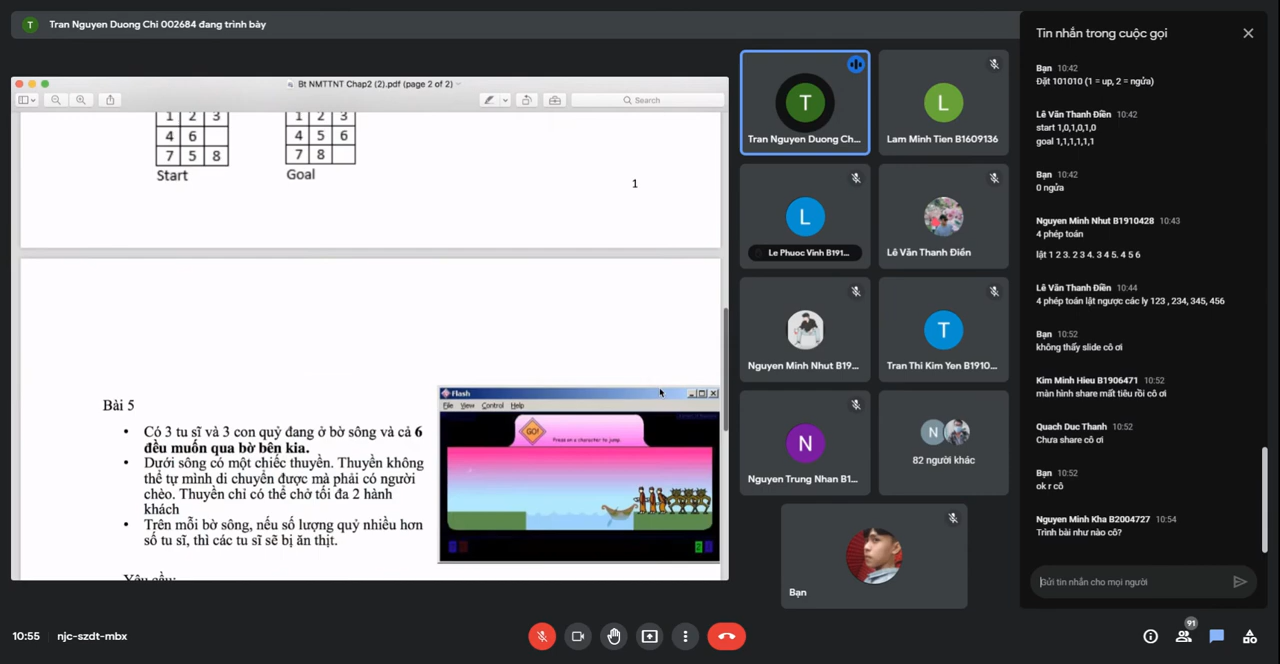 T
Tran Nguyen Duong Chi 002684 đang trình bày
Bt NMTTNT Chap2 (2).pdf (page 2 of 2)
Search
1 2 3
4 6
7 5 8
Start
1 2 3
4 5 6
7 8
Goal
1
Bài 5
• Có 3 tu sĩ và 3 con quỷ đang ở bờ sông và cả 6
đều muốn qua bờ bên kia.
• Dưới sông có một chiếc thuyền. Thuyền không
thể tự mình di chuyển được mà phải có người
chèo. Thuyền chỉ có thể chở tối đa 2 hành
khách
• Trên mỗi bờ sông, nếu số lượng quỷ nhiều hơn
số tu sĩ, thì các tu sĩ sẽ bị ăn thịt.
Yêu cầu:
Flash
File View Control Help
GO!
Press on a character to jump.
2
T
Tran Nguyen Duong Ch...
L
Lam Minh Tien B1609136
L
Le Phuoc Vinh B191...
Lê Văn Thanh Điền
Nguyen Minh Nhut B19...
T
Tran Thi Kim Yen B1910...
N
Nguyen Trung Nhan B1...
N
82 người khác
Bạn
Tin nhắn trong cuộc gọi
Bạn 10:42
Đặt 101010 (1 = up, 2 = ngửa)
Lê Văn Thanh Điền 10:42
start 1,0,1,0,1,0
goal 1,1,1,1,1,1
Bạn 10:42
0 ngửa
Nguyen Minh Nhut B1910428 10:43
4 phép toán
lật 1 2 3. 2 3 4. 3 4 5. 4 5 6
Lê Văn Thanh Điền 10:44
4 phép toán lật ngược các ly 123 , 234, 345, 456
Bạn 10:52
không thấy slide cô ơi
Kim Minh Hieu B1906471 10:52
màn hình share mất tiêu rồi cô ơi
Quach Duc Thanh 10:52
Chưa share cô ơi
Bạn 10:52
ok r cô
Nguyen Minh Kha B2004727 10:54
Trình bài như nào cô?
Gửi tin nhắn cho mọi người
10:55 njc-szdt-mbx
91